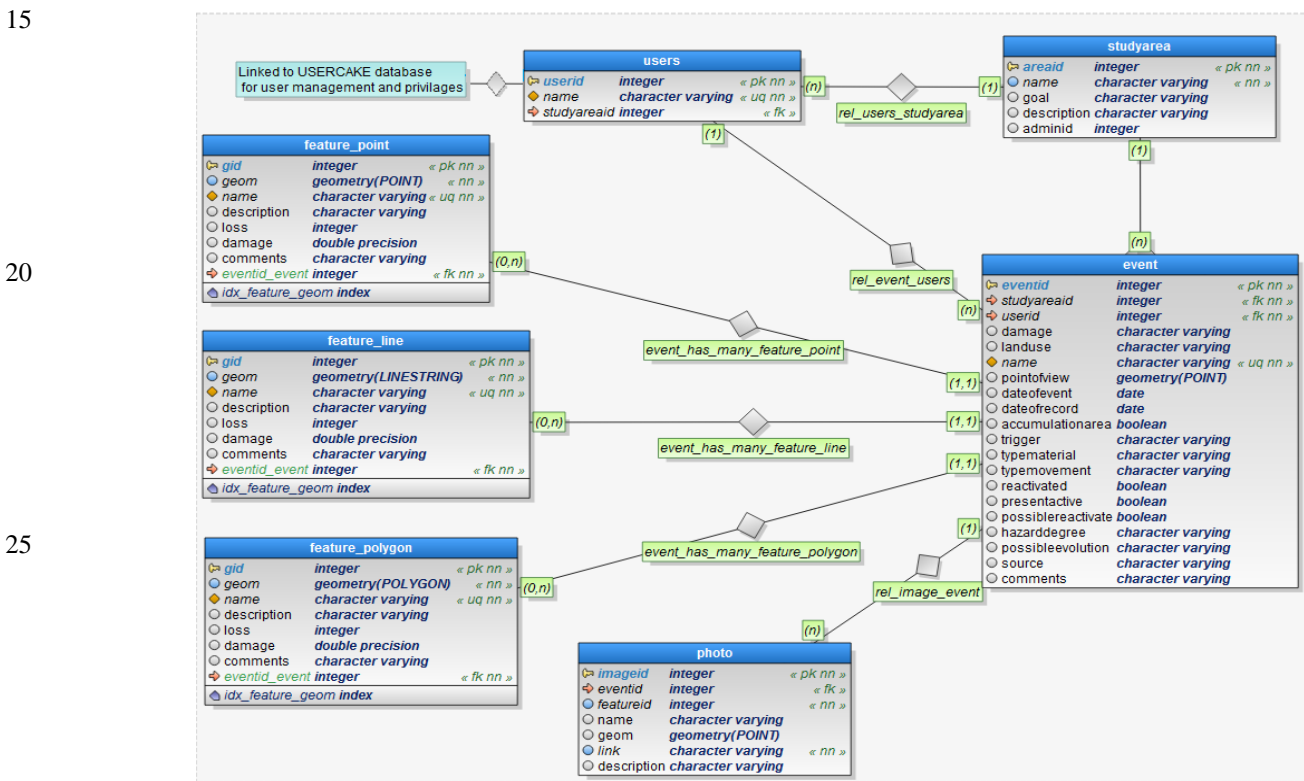 15
Linked to USERCAKE database
for user management and privilages
users
userid integer « pk nn »
name character varying « uq nn »
studyareaid integer « fk »
(n)
(1)
rel_users_studyarea
(1)
studyarea
areaid integer « pk nn »
name character varying « nn »
goal character varying
description character varying
adminid integer
(1)
(n)
feature_point
gid integer « pk nn »
geom geometry(POINT) « nn »
name character varying « uq nn »
description character varying
loss integer
damage double precision
comments character varying
eventid_event integer « fk nn »
idx_feature_geom index
(0,n)
20
rel_event_users
(n)
event_has_many_feature_point
(1,1)
event
eventid integer « pk nn »
studyareaid integer « fk nn »
userid integer « fk nn »
damage character varying
landuse character varying
name character varying « uq nn »
pointofview geometry(POINT)
dateofevent date
dateofrecord date
accumulationarea boolean
trigger character varying
typematerial character varying
typemovement character varying
reactivated boolean
presentactive boolean
possiblereactivate boolean
hazarddegree character varying
possibleevolution character varying
source character varying
comments character varying
feature_line
gid integer « pk nn »
geom geometry(LINESTRING) « nn »
name character varying « uq nn »
description character varying
loss integer
damage double precision
comments character varying
eventid_event integer « fk nn »
idx_feature_geom index
(0,n)
event_has_many_feature_line
(1,1)
(1,1)
25
feature_polygon
gid integer « pk nn »
geom geometry(POLYGON) « nn »
name character varying « uq nn »
description character varying
loss integer
damage double precision
comments character varying
eventid_event integer « fk nn »
idx_feature_geom index
(0,n)
event_has_many_feature_polygon
(1)
rel_image_event
(n)
photo
imageid integer « pk nn »
eventid integer « fk »
featureid integer « nn »
name character varying
geom geometry(POINT)
link character varying « nn »
description character varying